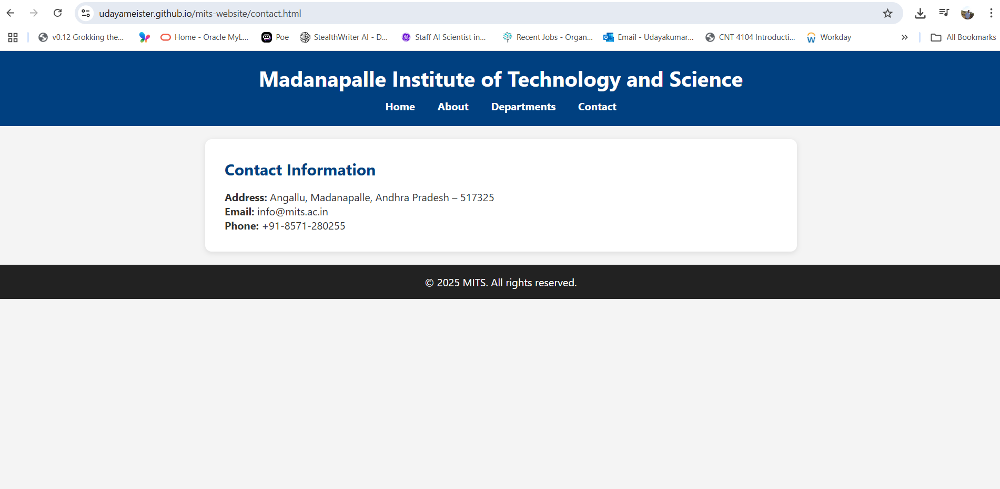 udayameister.github.io/mits-website/contact.html
v0.12 Grokking the...
Home - Oracle MyL...
Poe
StealthWriter AI - D...
Staff AI Scientist in...
Recent Jobs - Organ...
Email - Udayakumar...
CNT 4104 Introducti...
Workday
All Bookmarks
Madanapalle Institute of Technology and Science
Home About Departments Contact
Contact Information
Address: Angallu, Madanapalle, Andhra Pradesh – 517325
Email: info@mits.ac.in
Phone: +91-8571-280255
© 2025 MITS. All rights reserved.